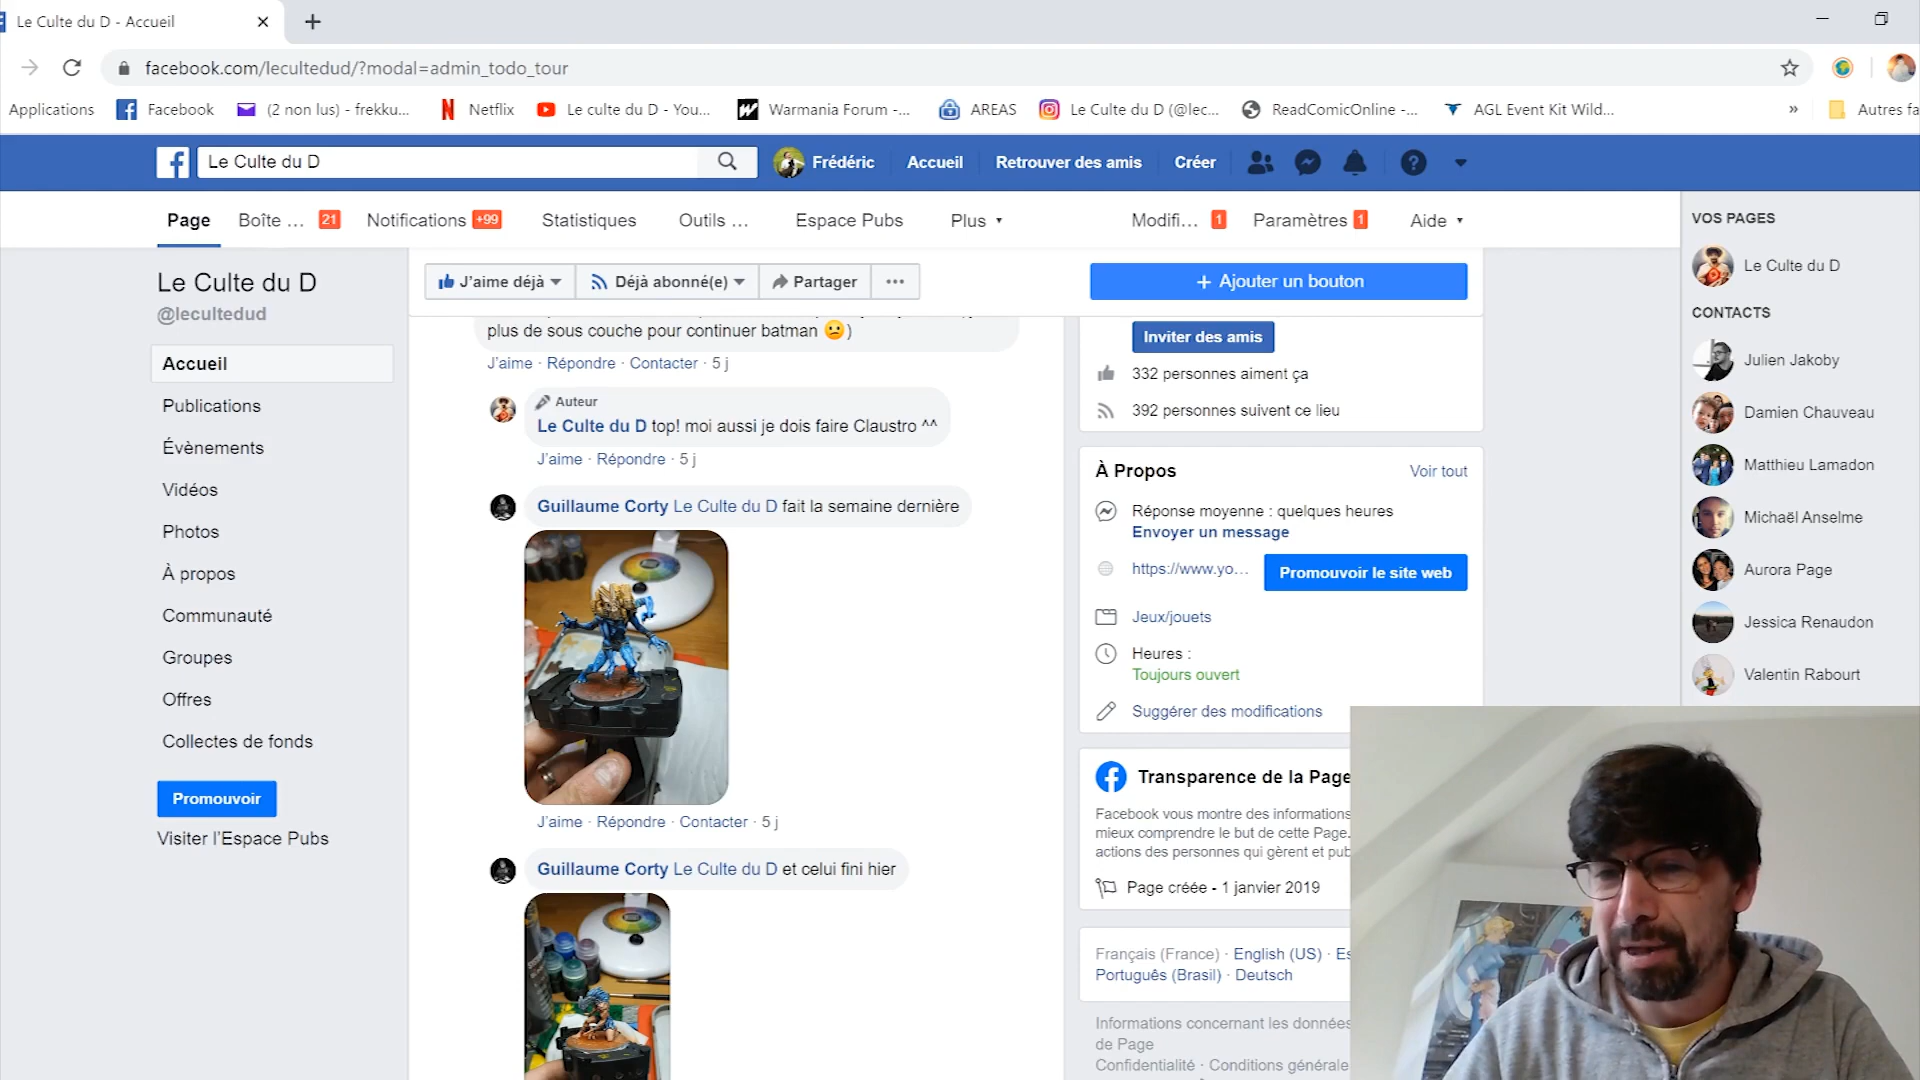 Le Culte du D - Accueil
facebook.com/lecultedud/?modal=admin_todo_tour
Applications
Facebook
(2 non lus) - frekku...
Netflix
Le culte du D - You...
Warmania Forum -...
AREAS
Le Culte du D (@lec...
ReadComicOnline -...
AGL Event Kit Wild...
»
Autres fa
Le Culte du D
Frédéric
Accueil
Retrouver des amis
Créer
Page
Boîte ...
21
Notifications
+99
Statistiques
Outils ...
Espace Pubs
Plus
Modifi...
1
Paramètres
1
Aide
Le Culte du D
@lecultedud
Accueil
Publications
Évènements
Vidéos
Photos
À propos
Communauté
Groupes
Offres
Collectes de fonds
Promouvoir
Visiter l'Espace Pubs
J'aime déjà
Déjà abonné(e)
Partager
...
+ Ajouter un bouton
plus de sous couche pour continuer batman 😕)
J'aime · Répondre · Contacter · 5 j
Auteur
Le Culte du D top! moi aussi je dois faire Claustro ^^
J'aime · Répondre · 5 j
Guillaume Corty Le Culte du D fait la semaine dernière
J'aime · Répondre · Contacter · 5 j
Guillaume Corty Le Culte du D et celui fini hier
Inviter des amis
332 personnes aiment ça
392 personnes suivent ce lieu
À Propos
Voir tout
Réponse moyenne : quelques heures
Envoyer un message
https://www.yo...
Promouvoir le site web
Jeux/jouets
Heures :
Toujours ouvert
Suggérer des modifications
Transparence de la Page
Facebook vous montre des informations
mieux comprendre le but de cette Page.
actions des personnes qui gèrent et pub
Page créée - 1 janvier 2019
Français (France) · English (US) · Es
Português (Brasil) · Deutsch
Informations concernant les données
de Page
Confidentialité · Conditions générale
VOS PAGES
Le Culte du D
CONTACTS
Julien Jakoby
Damien Chauveau
Matthieu Lamadon
Michaël Anselme
Aurora Page
Jessica Renaudon
Valentin Rabourt